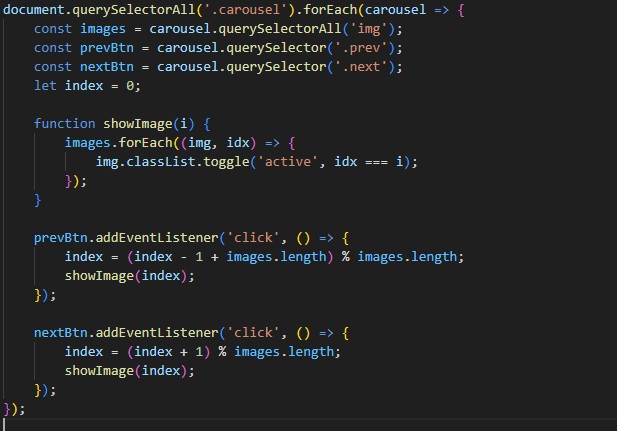 document.querySelectorAll('.carousel').forEach(carousel => {
    const images = carousel.querySelectorAll('img');
    const prevBtn = carousel.querySelector('.prev');
    const nextBtn = carousel.querySelector('.next');
    let index = 0;

    function showImage(i) {
        images.forEach((img, idx) => {
            img.classList.toggle('active', idx === i);
        });
    }

    prevBtn.addEventListener('click', () => {
        index = (index - 1 + images.length) % images.length;
        showImage(index);
    });

    nextBtn.addEventListener('click', () => {
        index = (index + 1) % images.length;
        showImage(index);
    });
});